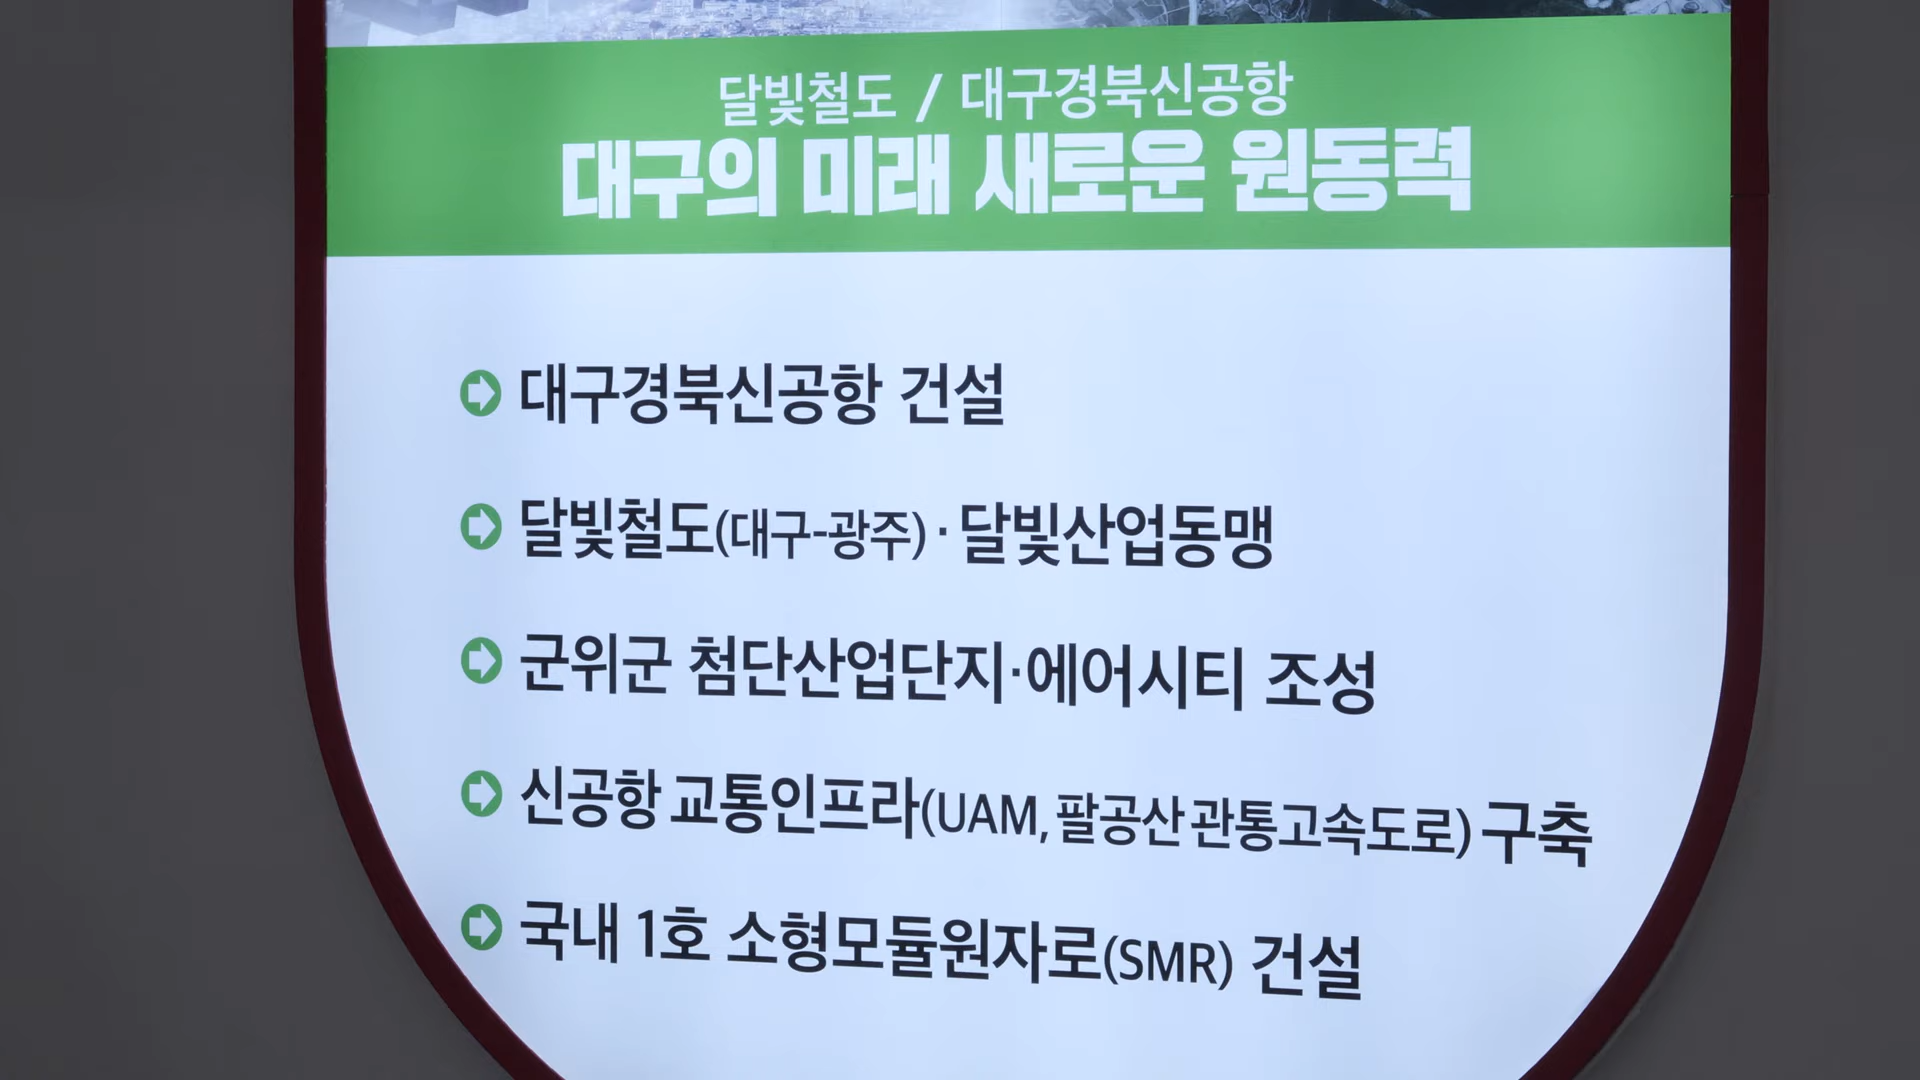 달빛철도 / 대구경북신공항
대구의 미래 새로운 원동력
대구경북신공항 건설
달빛철도(대구-광주)·달빛산업동맹
군위군 첨단산업단지·에어시티 조성
신공항 교통인프라(UAM, 팔공산 관통고속도로) 구축
국내 1호 소형모듈원자로(SMR) 건설